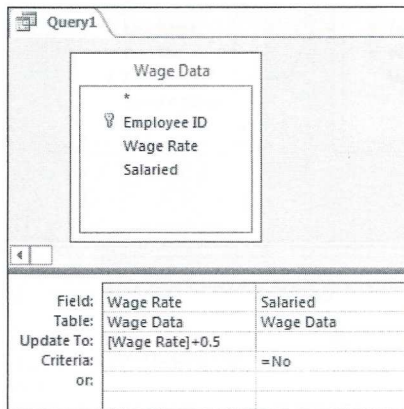 Query1
Wage Data
*
Employee ID
Wage Rate
Salaried
Field: Wage Rate Salaried
Table: Wage Data Wage Data
Update To: [Wage Rate]+0.5
Criteria: =No
or: